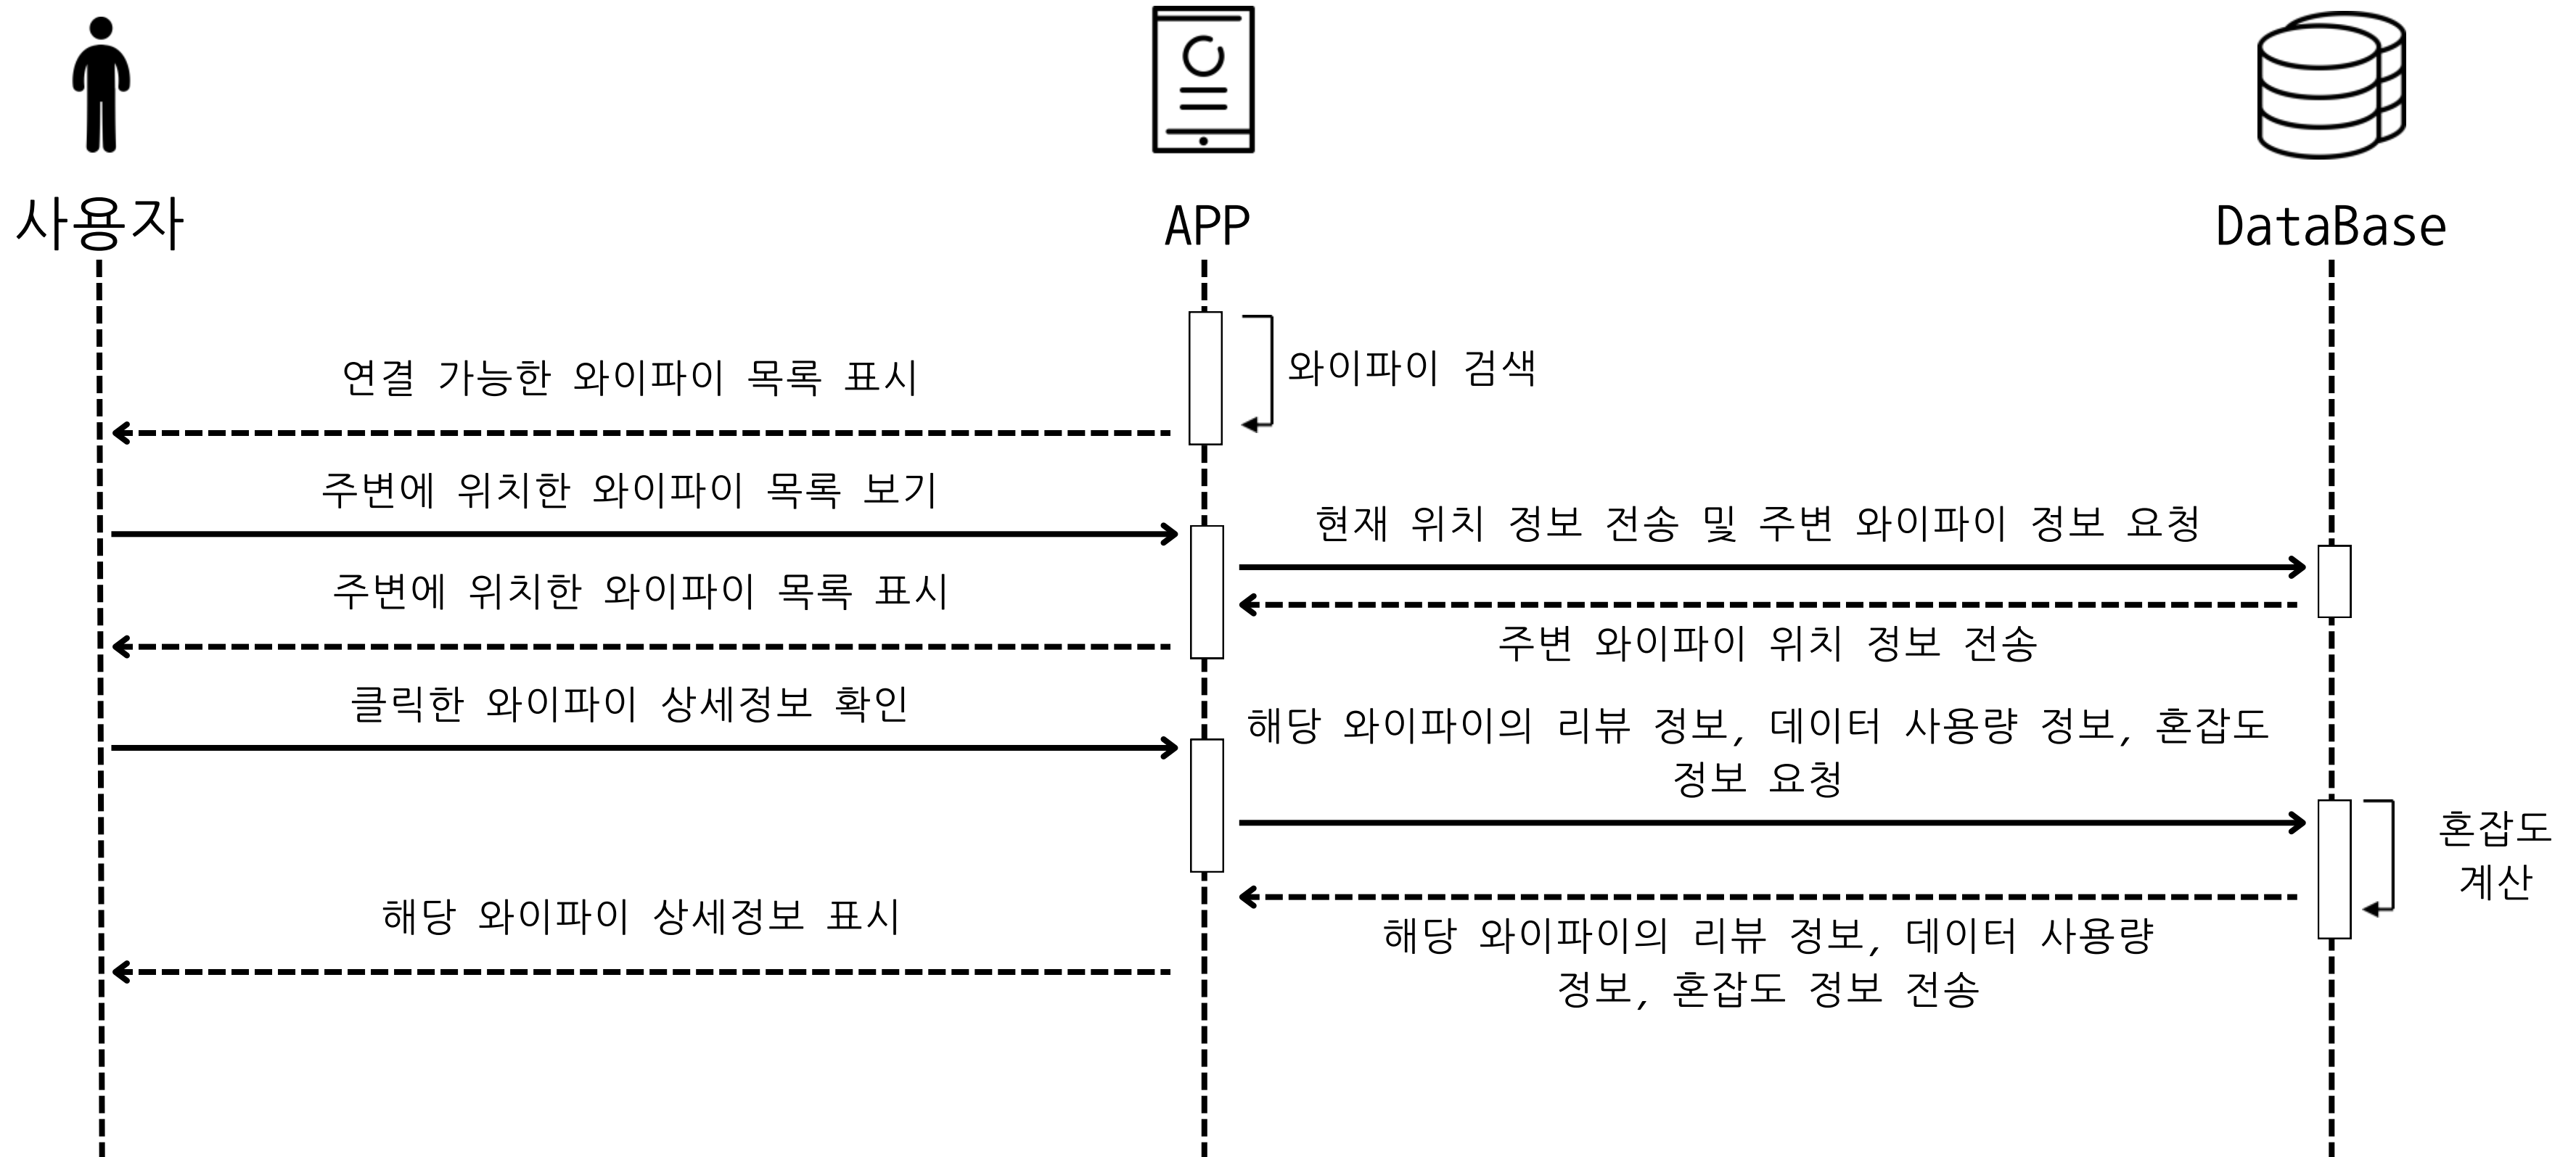 사용자
APP
DataBase
와이파이 검색
연결 가능한 와이파이 목록 표시
주변에 위치한 와이파이 목록 보기
현재 위치 정보 전송 및 주변 와이파이 정보 요청
주변에 위치한 와이파이 목록 표시
주변 와이파이 위치 정보 전송
클릭한 와이파이 상세정보 확인
해당 와이파이의 리뷰 정보, 데이터 사용량 정보, 혼잡도
정보 요청
혼잡도
계산
해당 와이파이 상세정보 표시
해당 와이파이의 리뷰 정보, 데이터 사용량
정보, 혼잡도 정보 전송